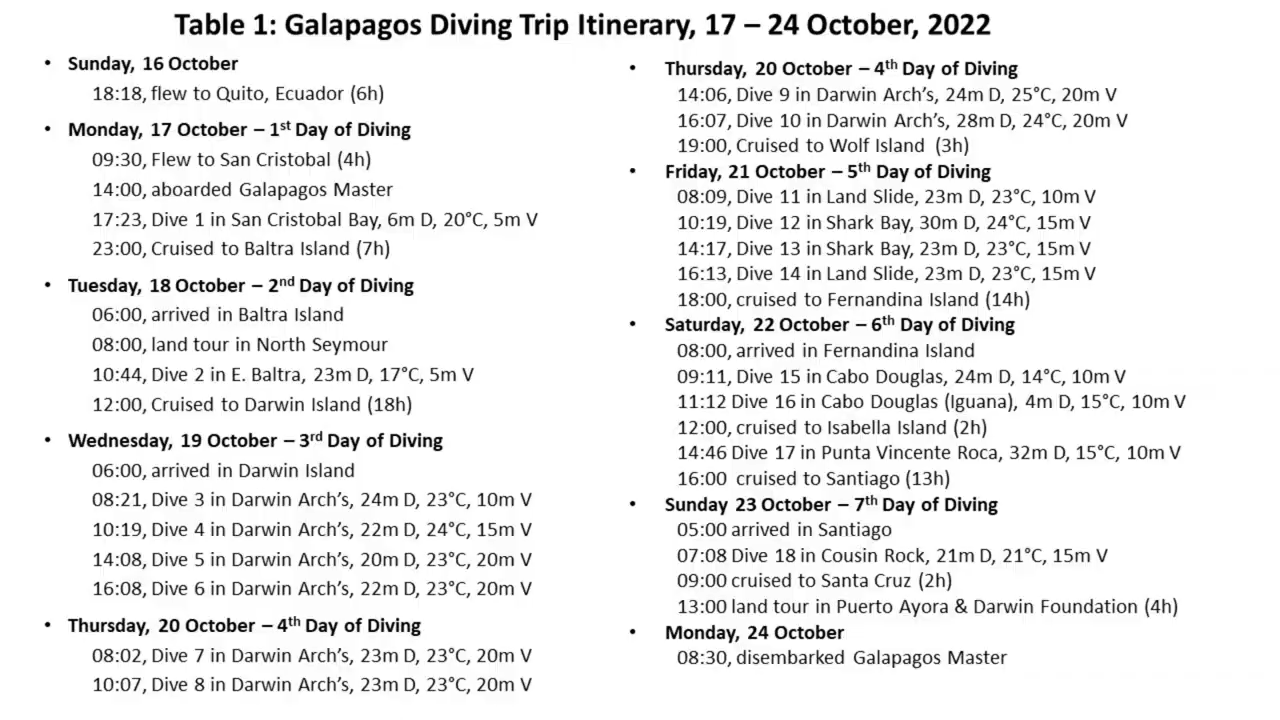 Table 1: Galapagos Diving Trip Itinerary, 17 – 24 October, 2022
• Sunday, 16 October
18:18, flew to Quito, Ecuador (6h)
• Monday, 17 October – 1st Day of Diving
09:30, Flew to San Cristobal (4h)
14:00, aboarded Galapagos Master
17:23, Dive 1 in San Cristobal Bay, 6m D, 20°C, 5m V
23:00, Cruised to Baltra Island (7h)
• Tuesday, 18 October – 2nd Day of Diving
06:00, arrived in Baltra Island
08:00, land tour in North Seymour
10:44, Dive 2 in E. Baltra, 23m D, 17°C, 5m V
12:00, Cruised to Darwin Island (18h)
• Wednesday, 19 October – 3rd Day of Diving
06:00, arrived in Darwin Island
08:21, Dive 3 in Darwin Arch’s, 24m D, 23°C, 10m V
10:19, Dive 4 in Darwin Arch’s, 22m D, 24°C, 15m V
14:08, Dive 5 in Darwin Arch’s, 20m D, 23°C, 20m V
16:08, Dive 6 in Darwin Arch’s, 22m D, 23°C, 20m V
• Thursday, 20 October – 4th Day of Diving
08:02, Dive 7 in Darwin Arch’s, 23m D, 23°C, 20m V
10:07, Dive 8 in Darwin Arch’s, 23m D, 23°C, 20m V
• Thursday, 20 October – 4th Day of Diving
14:06, Dive 9 in Darwin Arch’s, 24m D, 25°C, 20m V
16:07, Dive 10 in Darwin Arch’s, 28m D, 24°C, 20m V
19:00, Cruised to Wolf Island (3h)
• Friday, 21 October – 5th Day of Diving
08:09, Dive 11 in Land Slide, 23m D, 23°C, 10m V
10:19, Dive 12 in Shark Bay, 30m D, 24°C, 15m V
14:17, Dive 13 in Shark Bay, 23m D, 23°C, 15m V
16:13, Dive 14 in Land Slide, 23m D, 23°C, 15m V
18:00, cruised to Fernandina Island (14h)
• Saturday, 22 October – 6th Day of Diving
08:00, arrived in Fernandina Island
09:11, Dive 15 in Cabo Douglas, 24m D, 14°C, 10m V
11:12 Dive 16 in Cabo Douglas (Iguana), 4m D, 15°C, 10m V
12:00, cruised to Isabella Island (2h)
14:46 Dive 17 in Punta Vincente Roca, 32m D, 15°C, 10m V
16:00 cruised to Santiago (13h)
• Sunday 23 October – 7th Day of Diving
05:00 arrived in Santiago
07:08 Dive 18 in Cousin Rock, 21m D, 21°C, 15m V
09:00 cruised to Santa Cruz (2h)
13:00 land tour in Puerto Ayora & Darwin Foundation (4h)
• Monday, 24 October
08:30, disembarked Galapagos Master